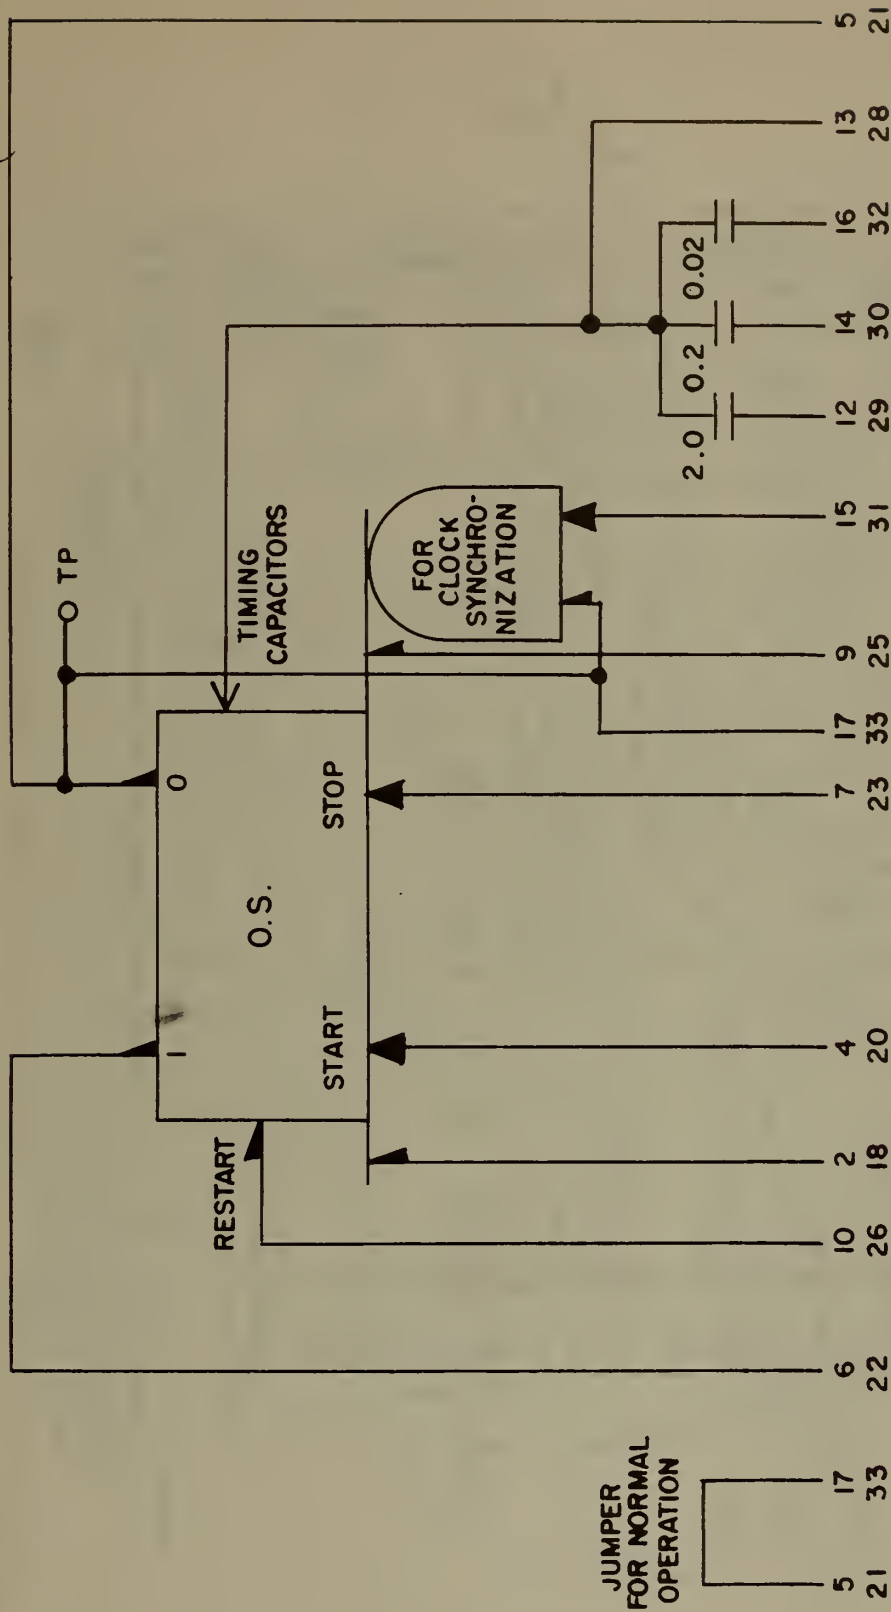 TP
1 0
RESTART
TIMING
CAPACITORS
O.S.
START STOP
FOR
CLOCK
SYNCHRO-
NIZATION
JUMPER
FOR NORMAL
OPERATION
2.0 0.2 0.02
5 17 6 10 2 4 7 17 9 15 12 14 16 13 5
21 33 22 26 18 20 23 33 25 31 29 30 32 28 21